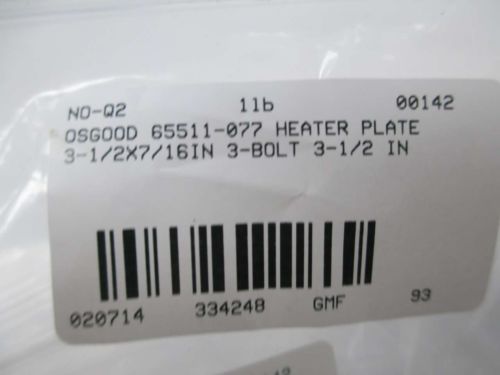 NO-Q2 11b 00142
OSGOOD 65511-077 HEATER PLATE
3-1/2X7/16IN 3-BOLT 3-1/2 IN
020714 334248 GMF 93